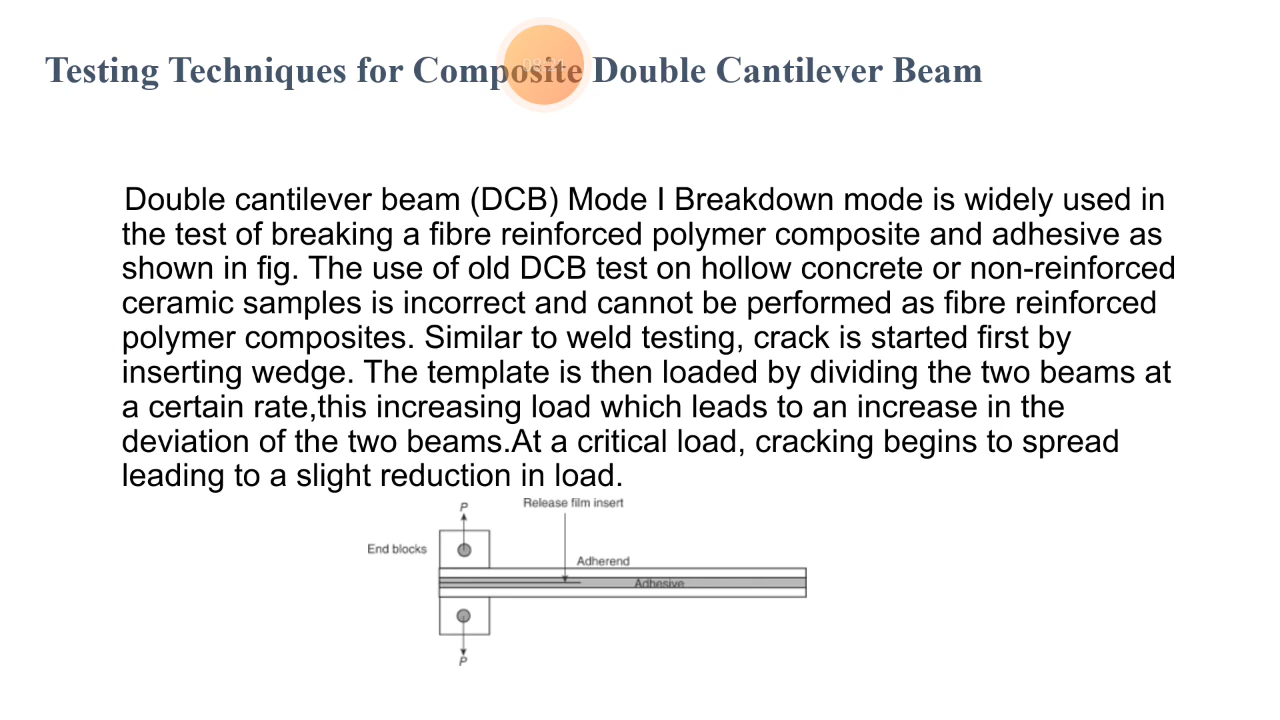 Testing Techniques for Composite Double Cantilever Beam
Double cantilever beam (DCB) Mode I Breakdown mode is widely used in
the test of breaking a fibre reinforced polymer composite and adhesive as
shown in fig. The use of old DCB test on hollow concrete or non-reinforced
ceramic samples is incorrect and cannot be performed as fibre reinforced
polymer composites. Similar to weld testing, crack is started first by
inserting wedge. The template is then loaded by dividing the two beams at
a certain rate,this increasing load which leads to an increase in the
deviation of the two beams.At a critical load, cracking begins to spread
leading to a slight reduction in load.
P
Release film insert
End blocks
Adherend
Adhesive
P